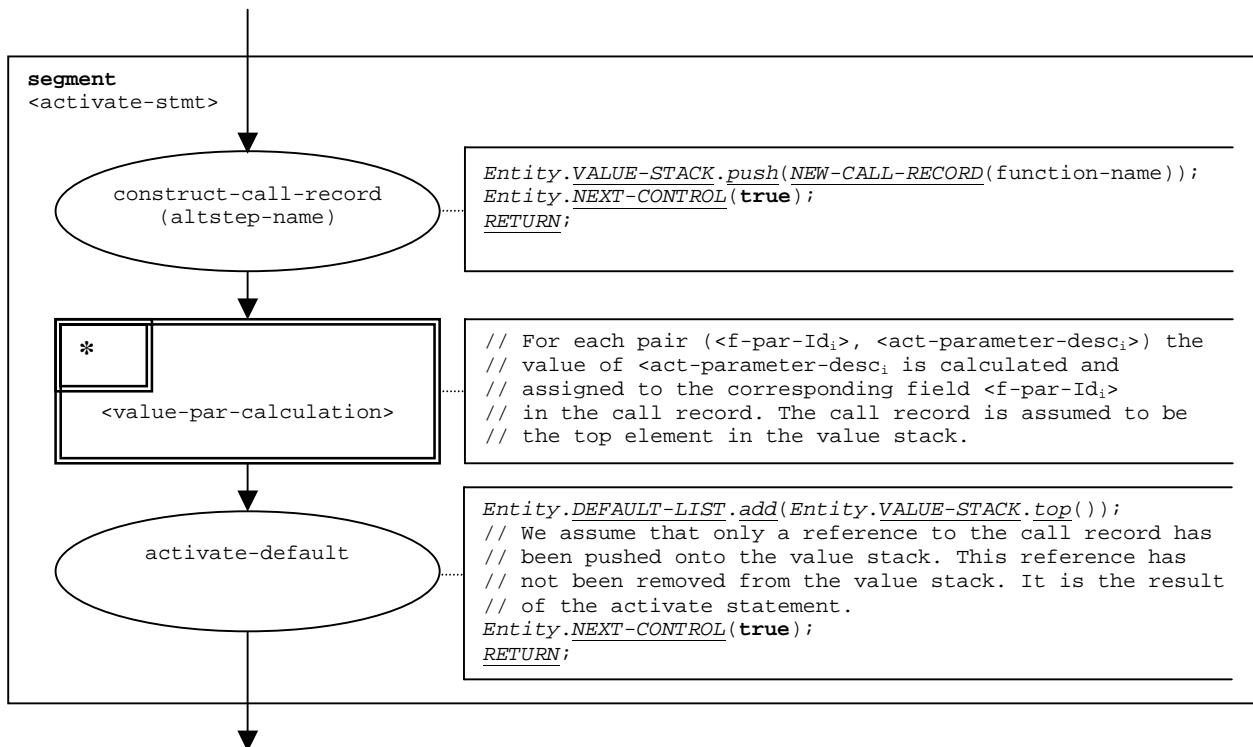 segment
<activate-stmt>
construct-call-record
(altstep-name)
Entity.VALUE-STACK.push(NEW-CALL-RECORD(function-name));
Entity.NEXT-CONTROL(true);
RETURN;
*
<value-par-calculation>
// For each pair (<f-par-Idi>, <act-parameter-desci>) the
// value of <act-parameter-desci is calculated and
// assigned to the corresponding field <f-par-Idi>
// in the call record. The call record is assumed to be
// the top element in the value stack.
activate-default
Entity.DEFAULT-LIST.add(Entity.VALUE-STACK.top());
// We assume that only a reference to the call record has
// been pushed onto the value stack. This reference has
// not been removed from the value stack. It is the result
// of the activate statement.
Entity.NEXT-CONTROL(true);
RETURN;